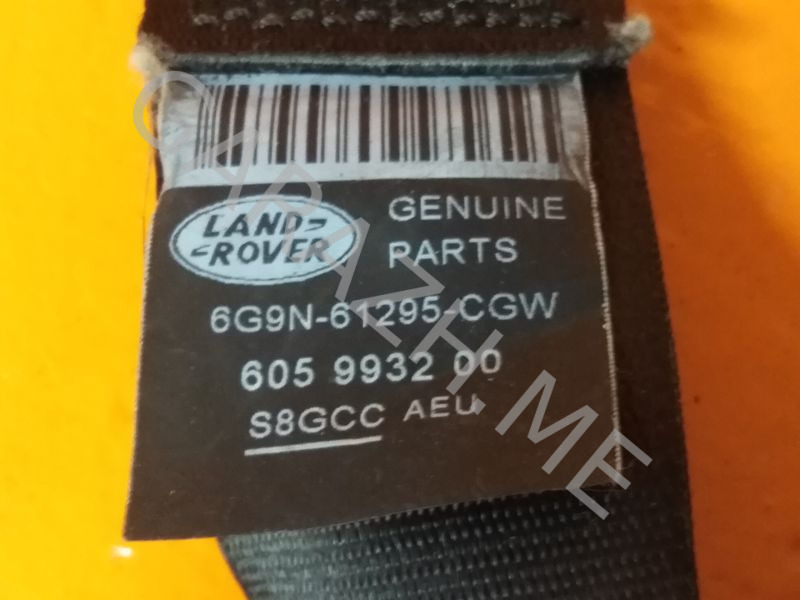 LAND
ROVER
GENUINE
PARTS
6G9N-61295-CGW
605 9932 00
S8GCC AEU
GARAZH.ME